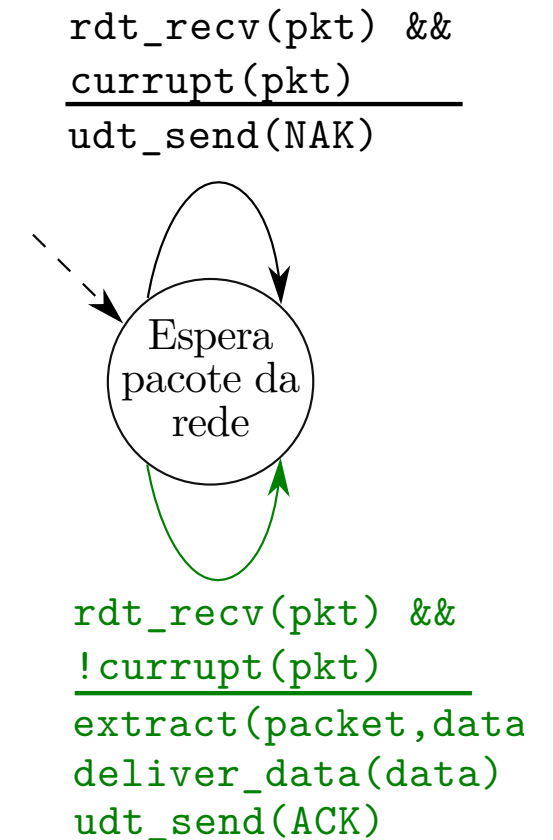 rdt_recv(pkt) &&
currupt(pkt)
udt_send(NAK)
Espera
pacote da
rede
rdt_recv(pkt) &&
!currupt(pkt)
extract(packet,data
deliver_data(data)
udt_send(ACK)